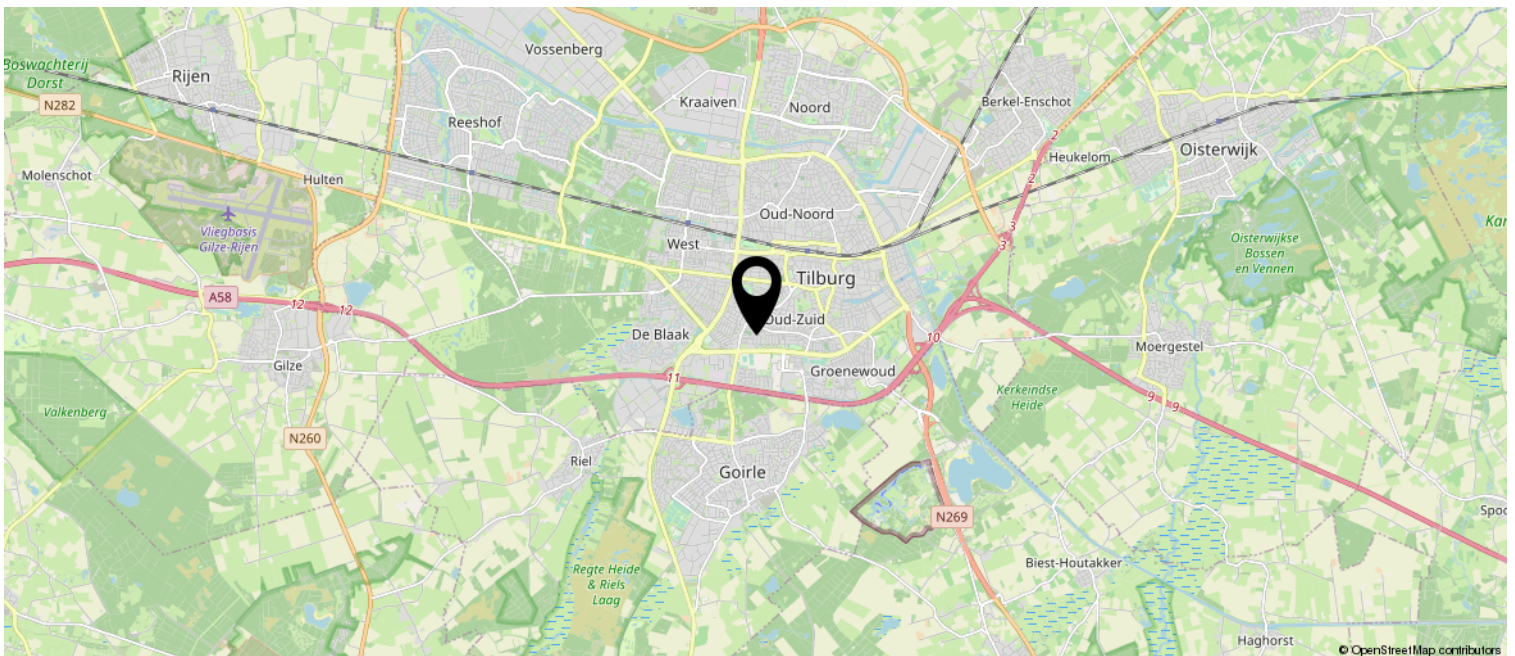 Vossenberg
Boswachterij
Dorst
Rijen
N282
Kraaiven
Noord
Berkel-Enschot
Reeshof
2
Oisterwijk
Heukelom
Molenschot
Hulten
2
Oud-Noord
3
3
Vliegbasis
Gilze-Rijen
West
Oisterwijkse
Bossen
en Vennen
Tilburg
A58
12
12
Oud-Zuid
De Blaak
10
Moergestel
Gilze
Groenewoud
11
Kerkeindse
Heide
9
9
Valkenberg
N260
Riel
Goirle
N269
Biest-Houtakker
Regte Heide
& Riels
Laag
Haghorst
© OpenStreetMap contributors